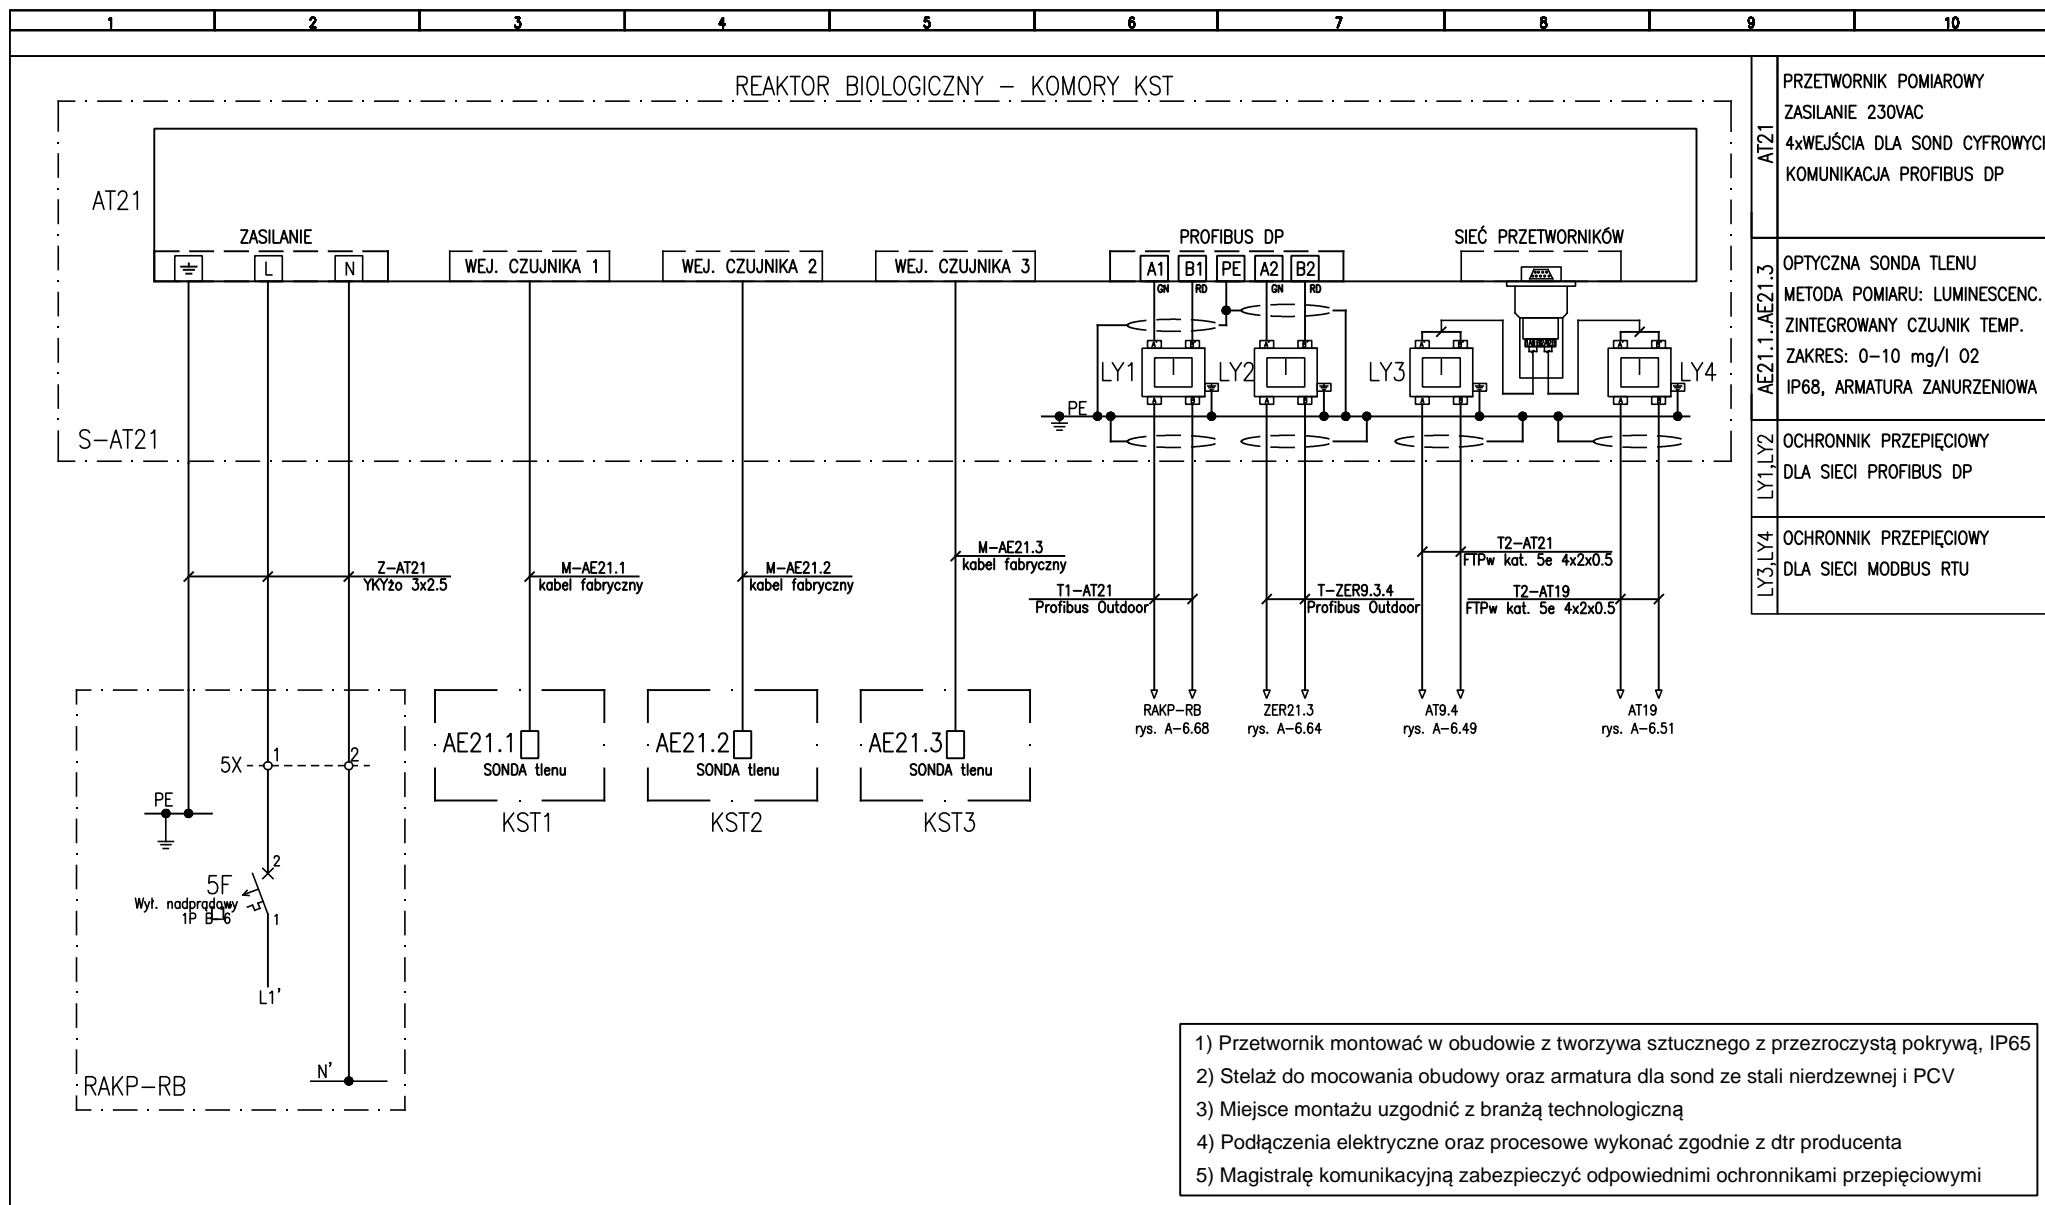 1 2 3 4 5 6 7 8 9 10
REAKTOR BIOLOGICZNY – KOMORY KST
AT21
ZASILANIE
L
N
WEJ. CZUJNIKA 1
WEJ. CZUJNIKA 2
WEJ. CZUJNIKA 3
PROFIBUS DP
A1 B1 PE A2 B2
GN RD GN RD
SIEĆ PRZETWORNIKÓW
A B A B A B A B
LY1 LY2 LY3 LY4
A B A B A B A B
PE
S-AT21
Z-AT21
YKYżo 3x2.5
M-AE21.1
kabel fabryczny
M-AE21.2
kabel fabryczny
M-AE21.3
kabel fabryczny
T1-AT21
Profibus Outdoor
T-ZER9.3.4
Profibus Outdoor
T2-AT21
FTPw kat. 5e 4x2x0.5
T2-AT19
FTPw kat. 5e 4x2x0.5
RAKP-RB
rys. A-6.68
ZER21.3
rys. A-6.64
AT9.4
rys. A-6.49
AT19
rys. A-6.51
AE21.1
SONDA tlenu
KST1
AE21.2
SONDA tlenu
KST2
AE21.3
SONDA tlenu
KST3
5X
1
2
PE
2
5F
Wył. nadprądowy
1P B-6
1
L1'
N'
RAKP-RB
AT21
PRZETWORNIK POMIAROWY
ZASILANIE 230VAC
4xWEJŚCIA DLA SOND CYFROWYCH
KOMUNIKACJA PROFIBUS DP
AE21.1..AE21.3
OPTYCZNA SONDA TLENU
METODA POMIARU: LUMINESCENC.
ZINTEGROWANY CZUJNIK TEMP.
ZAKRES: 0-10 mg/l O2
IP68, ARMATURA ZANURZENIOWA
LY1,LY2
OCHRONNIK PRZEPIĘCIOWY
DLA SIECI PROFIBUS DP
LY3,LY4
OCHRONNIK PRZEPIĘCIOWY
DLA SIECI MODBUS RTU
1) Przetwornik montować w obudowie z tworzywa sztucznego z przezroczystą pokrywą, IP65
2) Stelaż do mocowania obudowy oraz armatura dla sond ze stali nierdzewnej i PCV
3) Miejsce montażu uzgodnić z branżą technologiczną
4) Podłączenia elektryczne oraz procesowe wykonać zgodnie z dtr producenta
5) Magistralę komunikacyjną zabezpieczyć odpowiednimi ochronnikami przepięciowymi